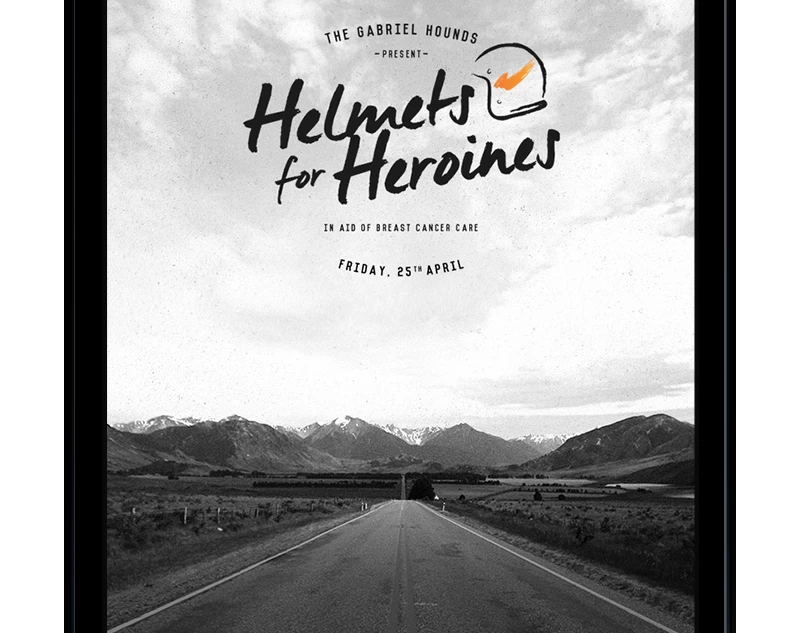 THE GABRIEL HOUNDS
–PRESENT–
Helmets
for Heroines
IN AID OF BREAST CANCER CARE
FRIDAY, 25TH APRIL